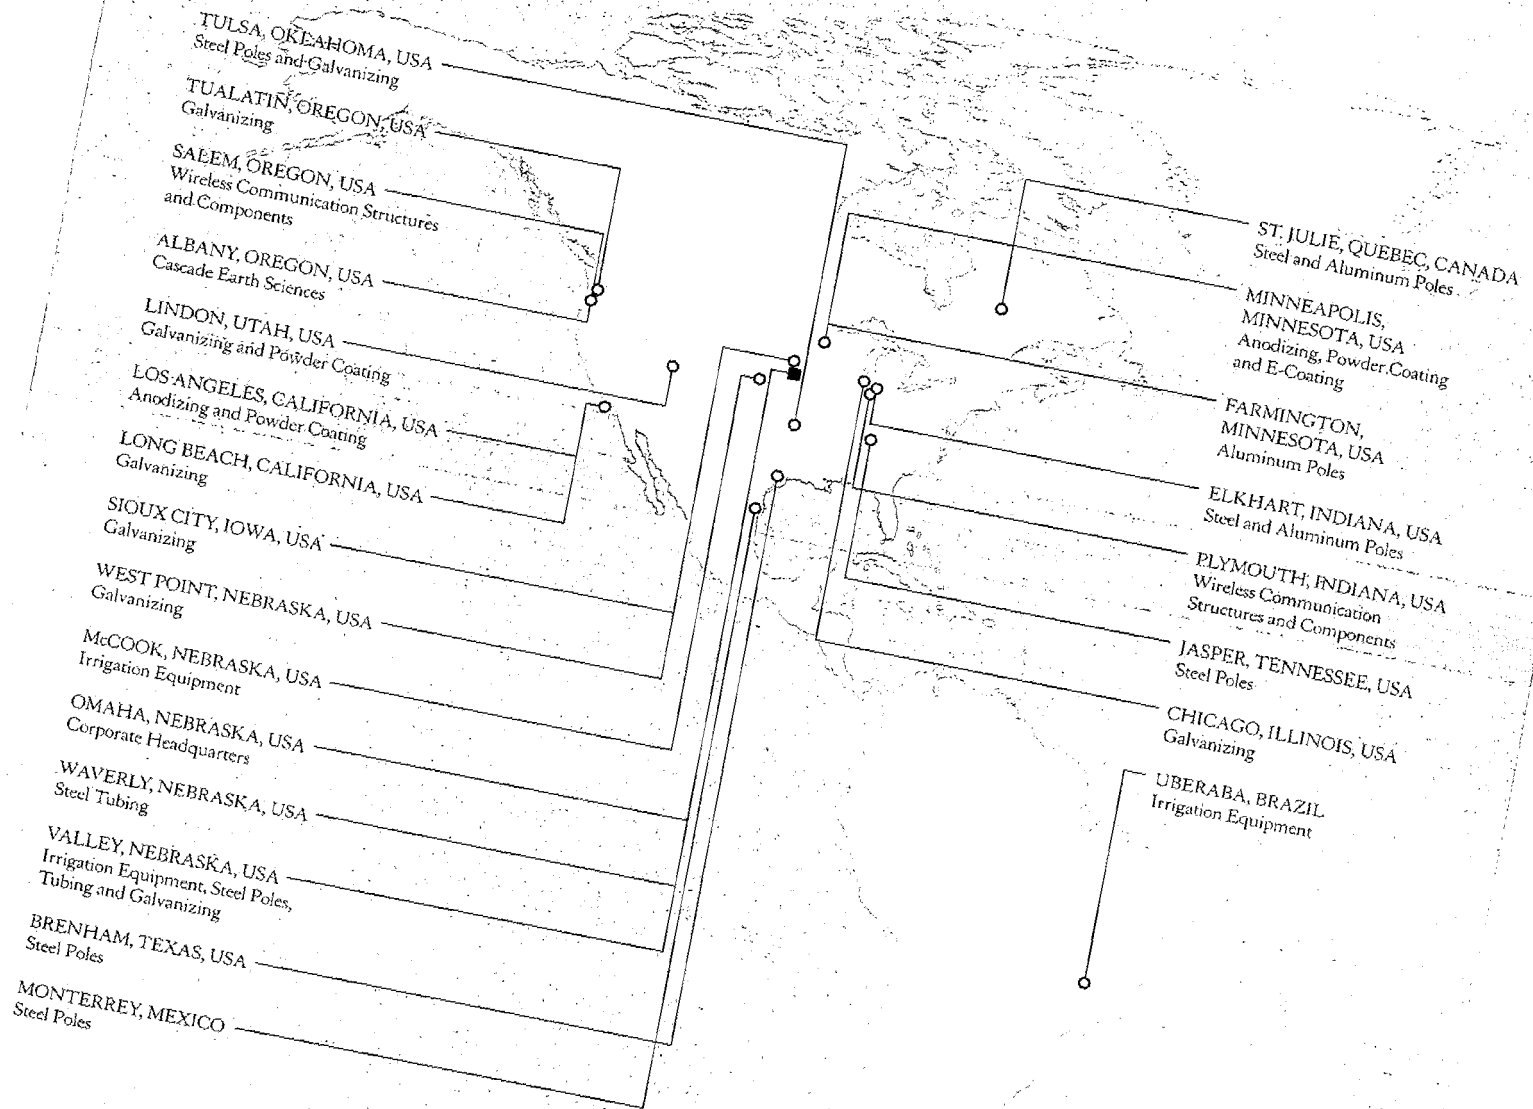 TULSA, OKLAHOMA, USA
Steel Poles and Galvanizing
TUALATIN, OREGON, USA
Galvanizing
SALEM, OREGON, USA
Wireless Communication Structures
and Components
ALBANY, OREGON, USA
Cascade Earth Sciences
LINDON, UTAH, USA
Galvanizing and Powder Coating
LOS ANGELES, CALIFORNIA, USA
Anodizing and Powder Coating
LONG BEACH, CALIFORNIA, USA
Galvanizing
SIOUX CITY, IOWA, USA
Galvanizing
WEST POINT, NEBRASKA, USA
Galvanizing
McCOOK, NEBRASKA, USA
Irrigation Equipment
OMAHA, NEBRASKA, USA
Corporate Headquarters
WAVERLY, NEBRASKA, USA
Steel Tubing
VALLEY, NEBRASKA, USA
Irrigation Equipment, Steel Poles,
Tubing and Galvanizing
BRENHAM, TEXAS, USA
Steel Poles
MONTERREY, MEXICO
Steel Poles
ST. JULIE, QUEBEC, CANADA
Steel and Aluminum Poles
MINNEAPOLIS,
MINNESOTA, USA
Anodizing, Powder Coating
and E-Coating
FARMINGTON,
MINNESOTA, USA
Aluminum Poles
ELKHART, INDIANA, USA
Steel and Aluminum Poles
PLYMOUTH, INDIANA, USA
Wireless Communication
Structures and Components
JASPER, TENNESSEE, USA
Steel Poles
CHICAGO, ILLINOIS, USA
Galvanizing
UBERABA, BRAZIL
Irrigation Equipment